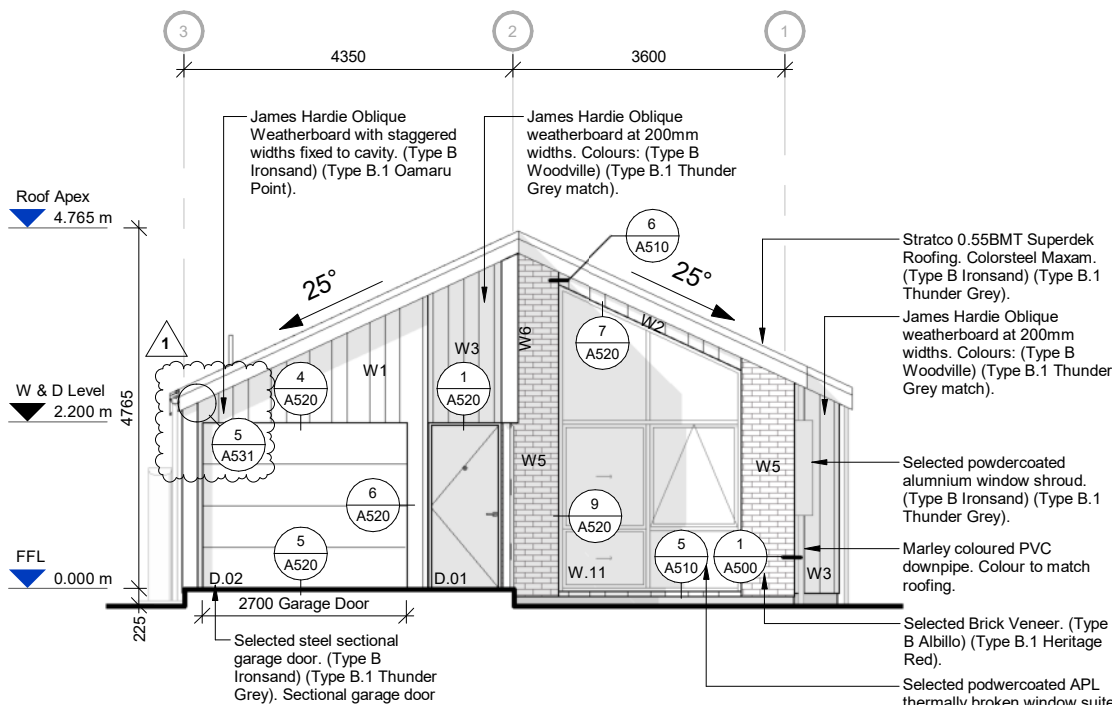 3
2
1
4350
3600
James Hardie Oblique
Weatherboard with staggered
widths fixed to cavity. (Type B
Ironsand) (Type B.1 Oamaru
Point).
James Hardie Oblique
weatherboard at 200mm
widths. Colours: (Type B
Woodville) (Type B.1 Thunder
Grey match).
Roof Apex
4.765 m
6
A510
25°
25°
Stratco 0.55BMT Superdek
Roofing. Colorsteel Maxam.
(Type B Ironsand) (Type B.1
Thunder Grey).
James Hardie Oblique
weatherboard at 200mm
widths. Colours: (Type B
Woodville) (Type B.1 Thunder
Grey match).
1
W2
W6
7
A520
W3
W1
4
A520
1
A520
W & D Level
2.200 m
4765
5
A531
W5
W5
Selected powdercoated
alumnium window shroud.
(Type B Ironsand) (Type B.1
Thunder Grey).
6
A520
9
A520
5
A520
5
A510
1
A500
Marley coloured PVC
downpipe. Colour to match
roofing.
FFL
0.000 m
D.02
D.01
W.11
W3
225
2700 Garage Door
Selected steel sectional
garage door. (Type B
Ironsand) (Type B.1 Thunder
Grey). Sectional garage door
Selected Brick Veneer. (Type
B Albillo) (Type B.1 Heritage
Red).
Selected podwercoated APL
thermally broken window suite